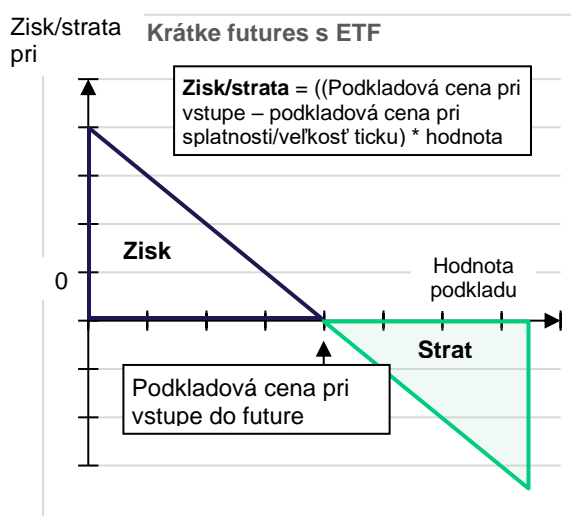 Zisk/strata
pri
Krátke futures s ETF
Zisk/strata = ((Podkladová cena pri
vstupe – podkladová cena pri
splatnosti/veľkosť ticku) * hodnota
Zisk
0
Hodnota
podkladu
Strat
Podkladová cena pri
vstupe do future